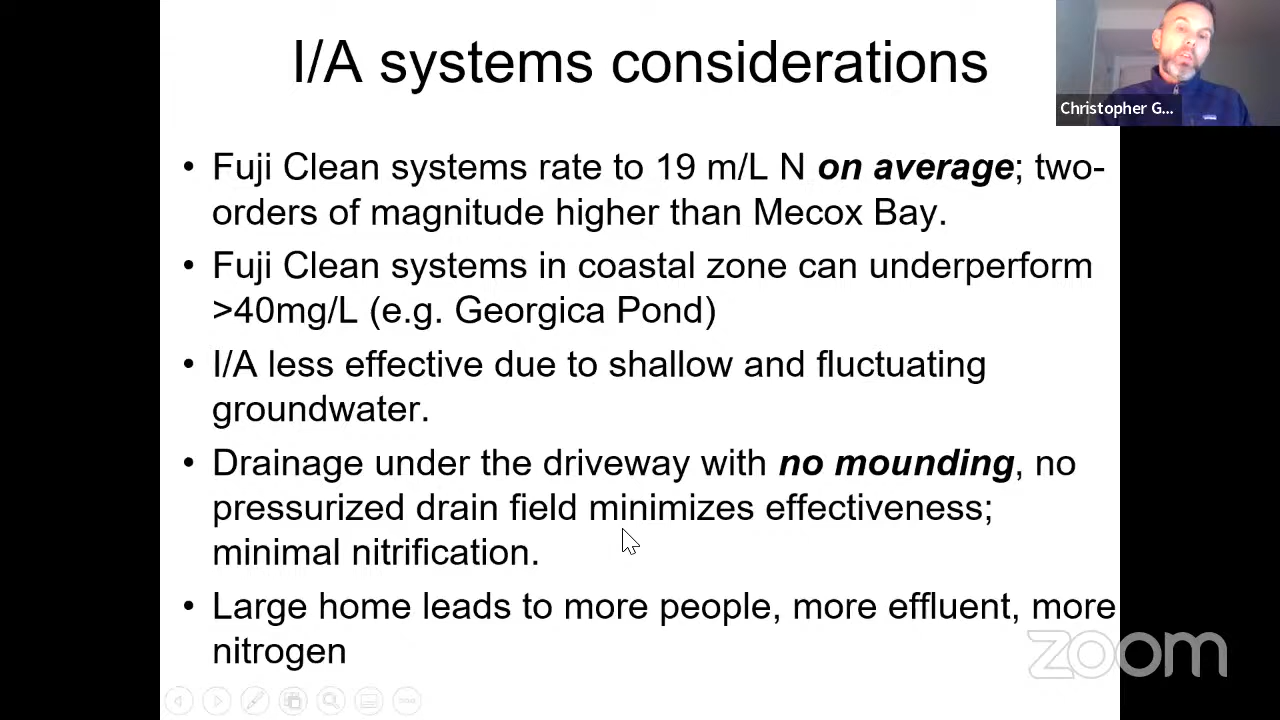 I/A systems considerations
Christopher G...
• Fuji Clean systems rate to 19 m/L N on average; two-
orders of magnitude higher than Mecox Bay.
• Fuji Clean systems in coastal zone can underperform
>40mg/L (e.g. Georgica Pond)
• I/A less effective due to shallow and fluctuating
groundwater.
• Drainage under the driveway with no mounding, no
pressurized drain field minimizes effectiveness;
minimal nitrification.
• Large home leads to more people, more effluent, more
nitrogen
zoom